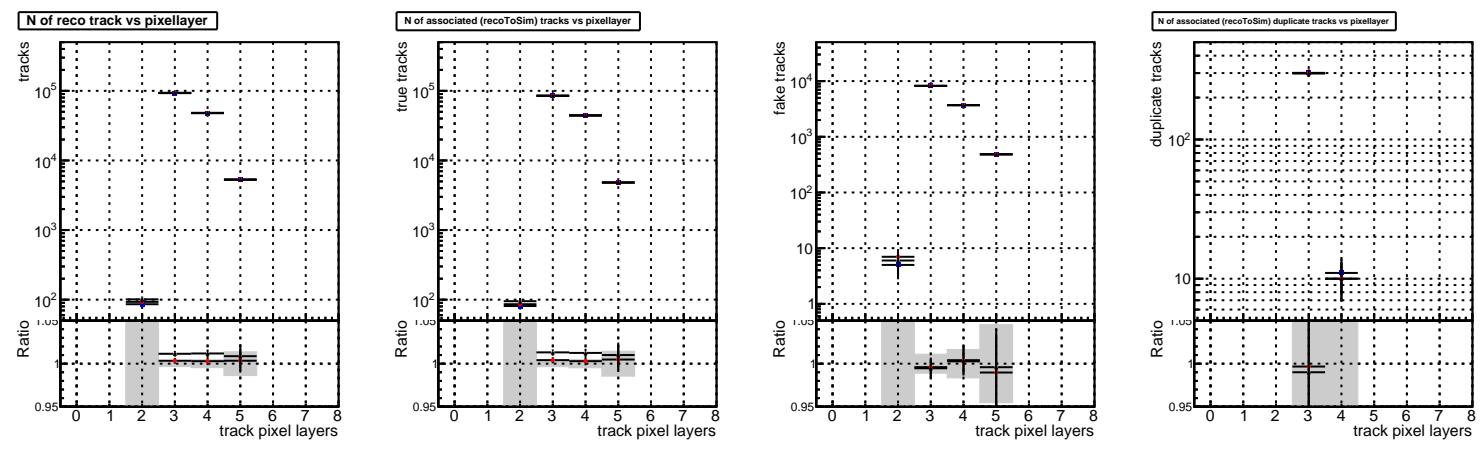 N of reco track vs pixellayer
tracks
10^5
10^4
10^3
10^2
Ratio
1.05
1
0.95
0 1 2 3 4 5 6 7 8
track pixel layers
N of associated (recoToSim) tracks vs pixellayer
true tracks
10^5
10^4
10^3
10^2
Ratio
1.05
1
0.95
0 1 2 3 4 5 6 7 8
track pixel layers
fake tracks
10^4
10^3
10^2
10
1
Ratio
1.05
1
0.95
0 1 2 3 4 5 6 7 8
track pixel layers
N of associated (recoToSim) duplicate tracks vs pixellayer
duplicate tracks
10^2
10
Ratio
1.05
1
0.95
0 1 2 3 4 5 6 7 8
track pixel layers